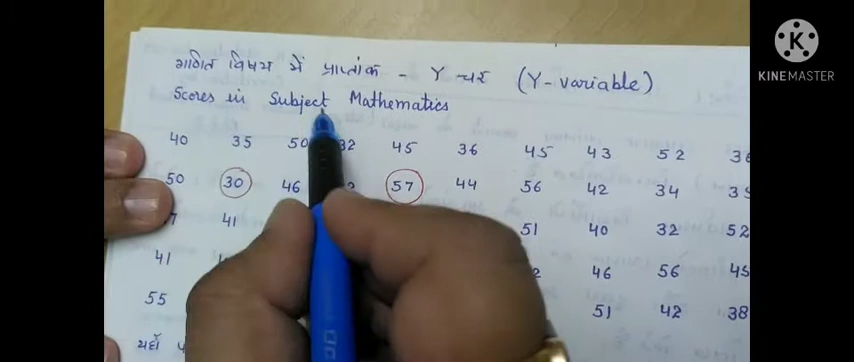 गणित विषय में प्राप्तांक - Y चर (Y-variable)
Scores in Subject Mathematics
40 35 50 32 45 36 45 43 52
50 30 46 57 44 56 42 34
41 51 40 32 52
41 46 56 45
55 51 42 38
यहाँ
K
KINEMASTER